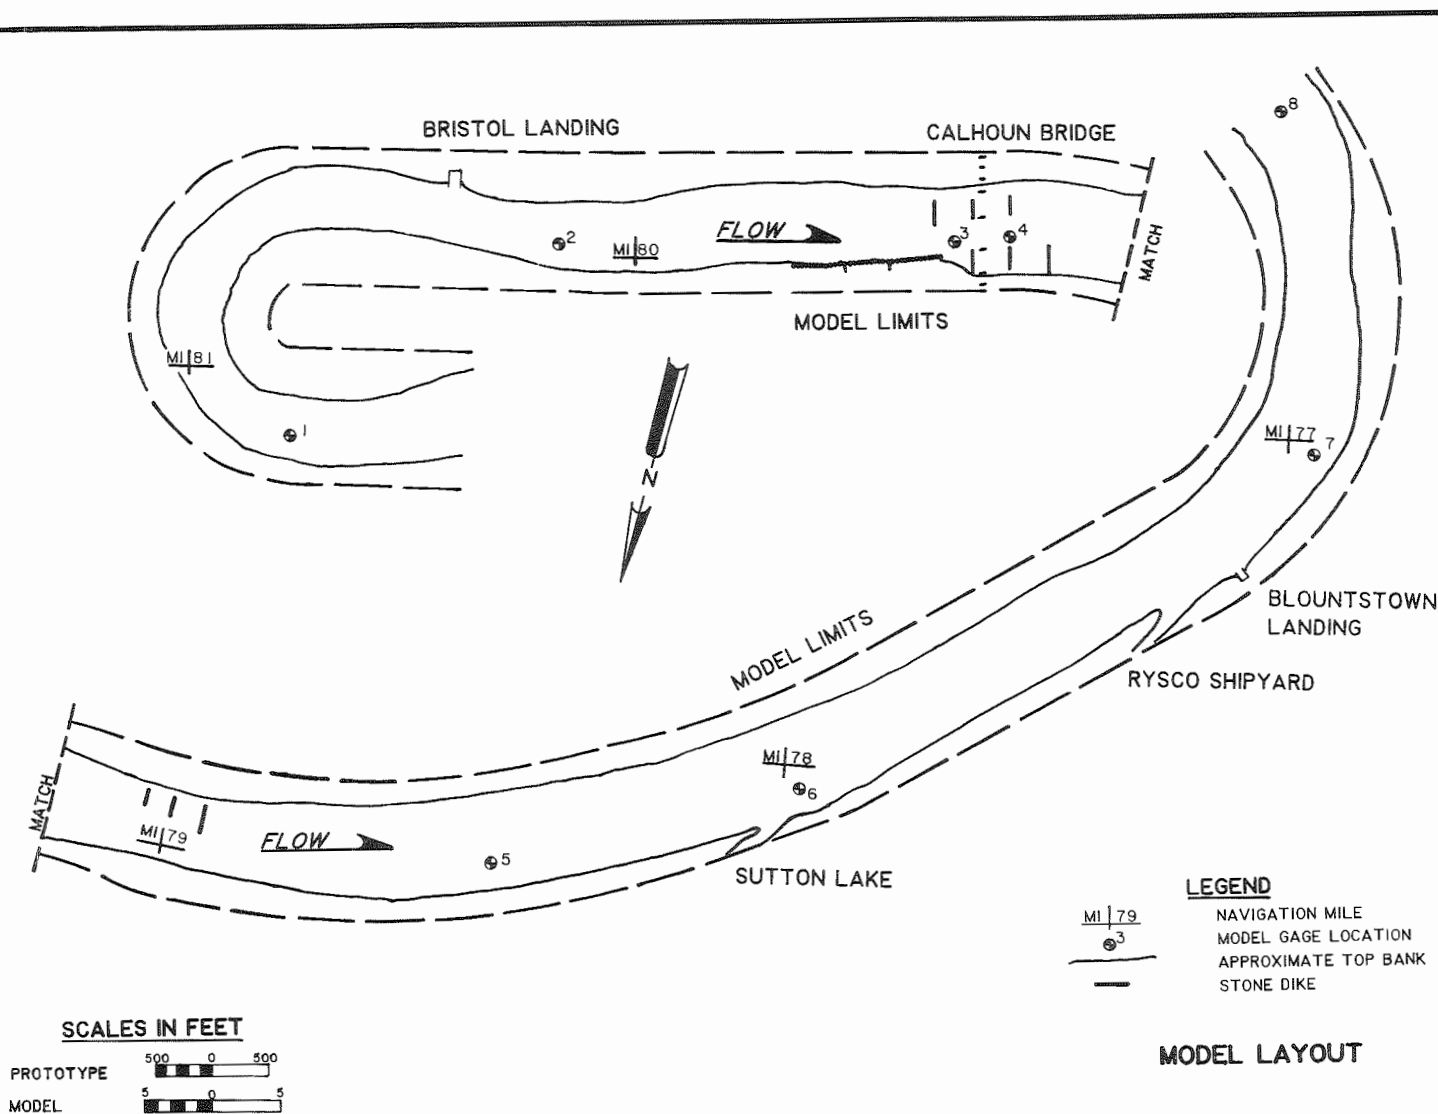 BRISTOL LANDING
CALHOUN BRIDGE
8
2
MI 80
FLOW
3
4
MATCH
MODEL LIMITS
MI 81
1
N
MI 77
7
BLOUNTSTOWN
LANDING
MODEL LIMITS
RYSCO SHIPYARD
MI 78
6
MATCH
MI 79
FLOW
5
SUTTON LAKE
LEGEND
MI 79 NAVIGATION MILE
3 MODEL GAGE LOCATION
APPROXIMATE TOP BANK
STONE DIKE
SCALES IN FEET
PROTOTYPE 500 0 500
MODEL 5 0 5
MODEL LAYOUT